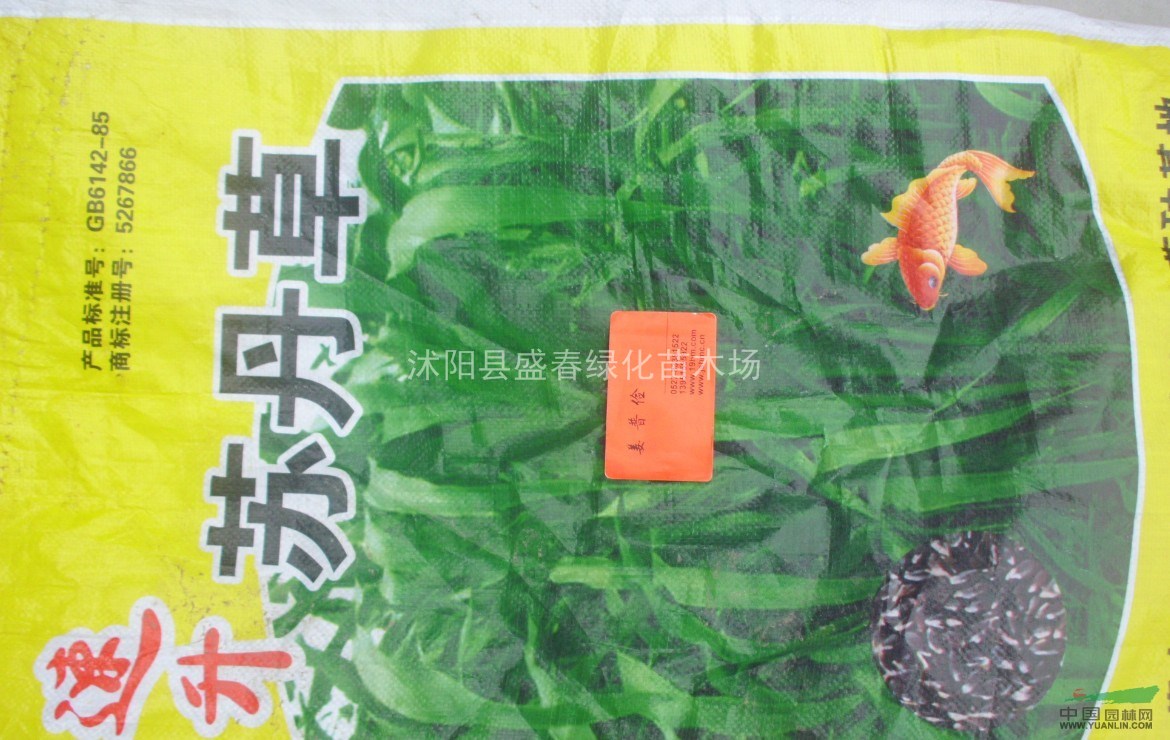 产品标准号：GB6142-85
商标注册号：5267866
速升
苏丹草
沭阳县盛春绿化苗木场
中国园林网
WWW.YUANLIN.COM